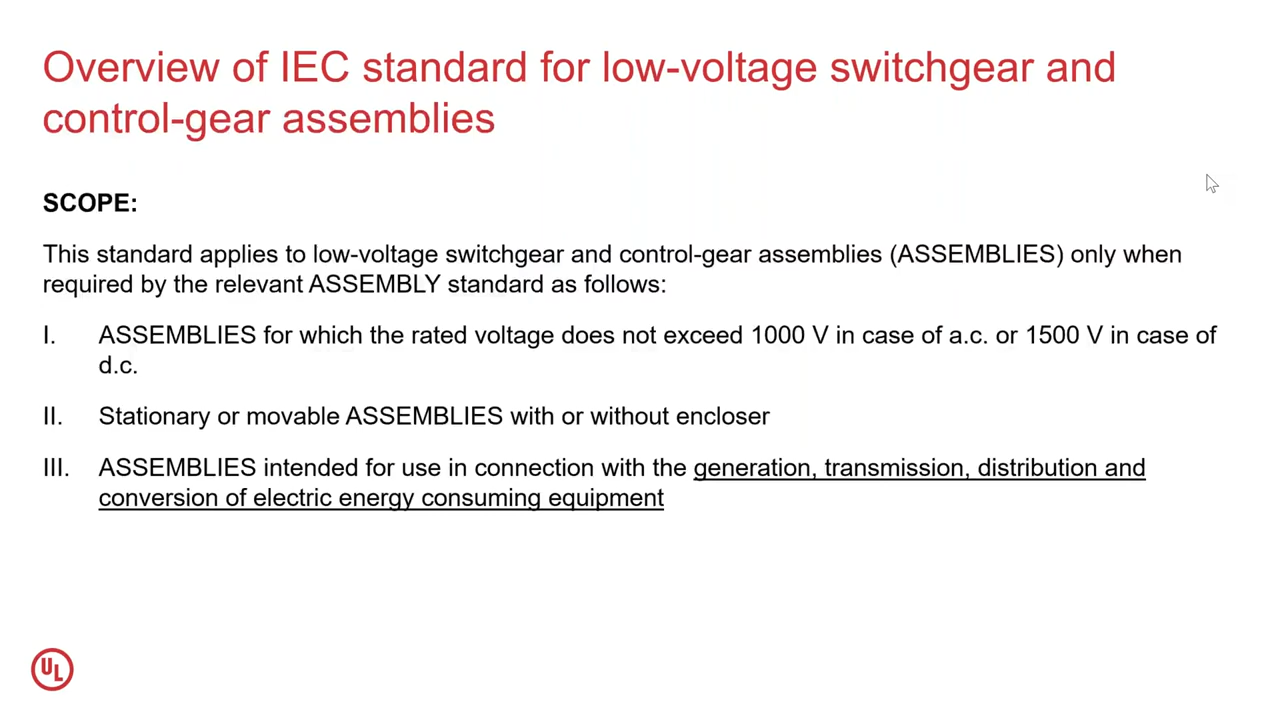 Overview of IEC standard for low-voltage switchgear and
control-gear assemblies
SCOPE:
This standard applies to low-voltage switchgear and control-gear assemblies (ASSEMBLIES) only when
required by the relevant ASSEMBLY standard as follows:
I. ASSEMBLIES for which the rated voltage does not exceed 1000 V in case of a.c. or 1500 V in case of
d.c.
II. Stationary or movable ASSEMBLIES with or without encloser
III. ASSEMBLIES intended for use in connection with the generation, transmission, distribution and
conversion of electric energy consuming equipment
UL